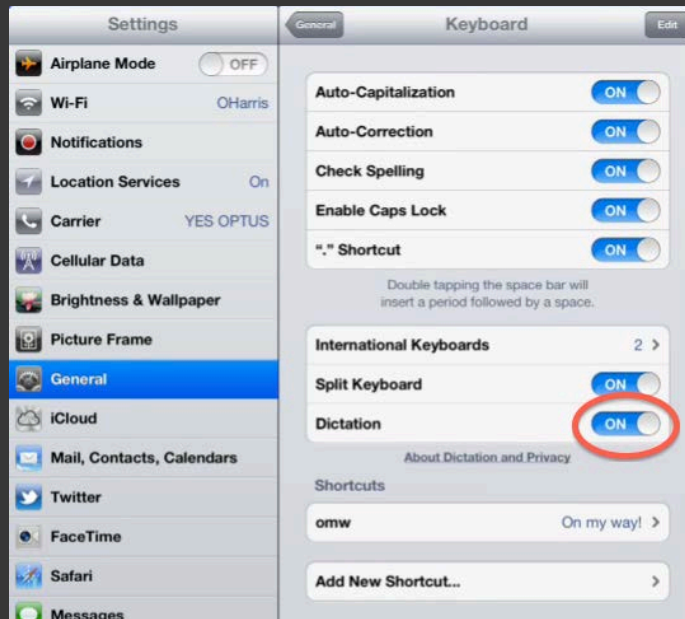 Settings
Airplane Mode OFF
Wi-Fi OHarris
Notifications
Location Services On
Carrier YES OPTUS
Cellular Data
Brightness & Wallpaper
Picture Frame
General
iCloud
Mail, Contacts, Calendars
Twitter
FaceTime
Safari
Messages
General Keyboard Edit
Auto-Capitalization ON
Auto-Correction ON
Check Spelling ON
Enable Caps Lock ON
“.” Shortcut ON
Double tapping the space bar will
insert a period followed by a space.
International Keyboards 2 >
Split Keyboard ON
Dictation ON
About Dictation and Privacy
Shortcuts
omw On my way! >
Add New Shortcut... >